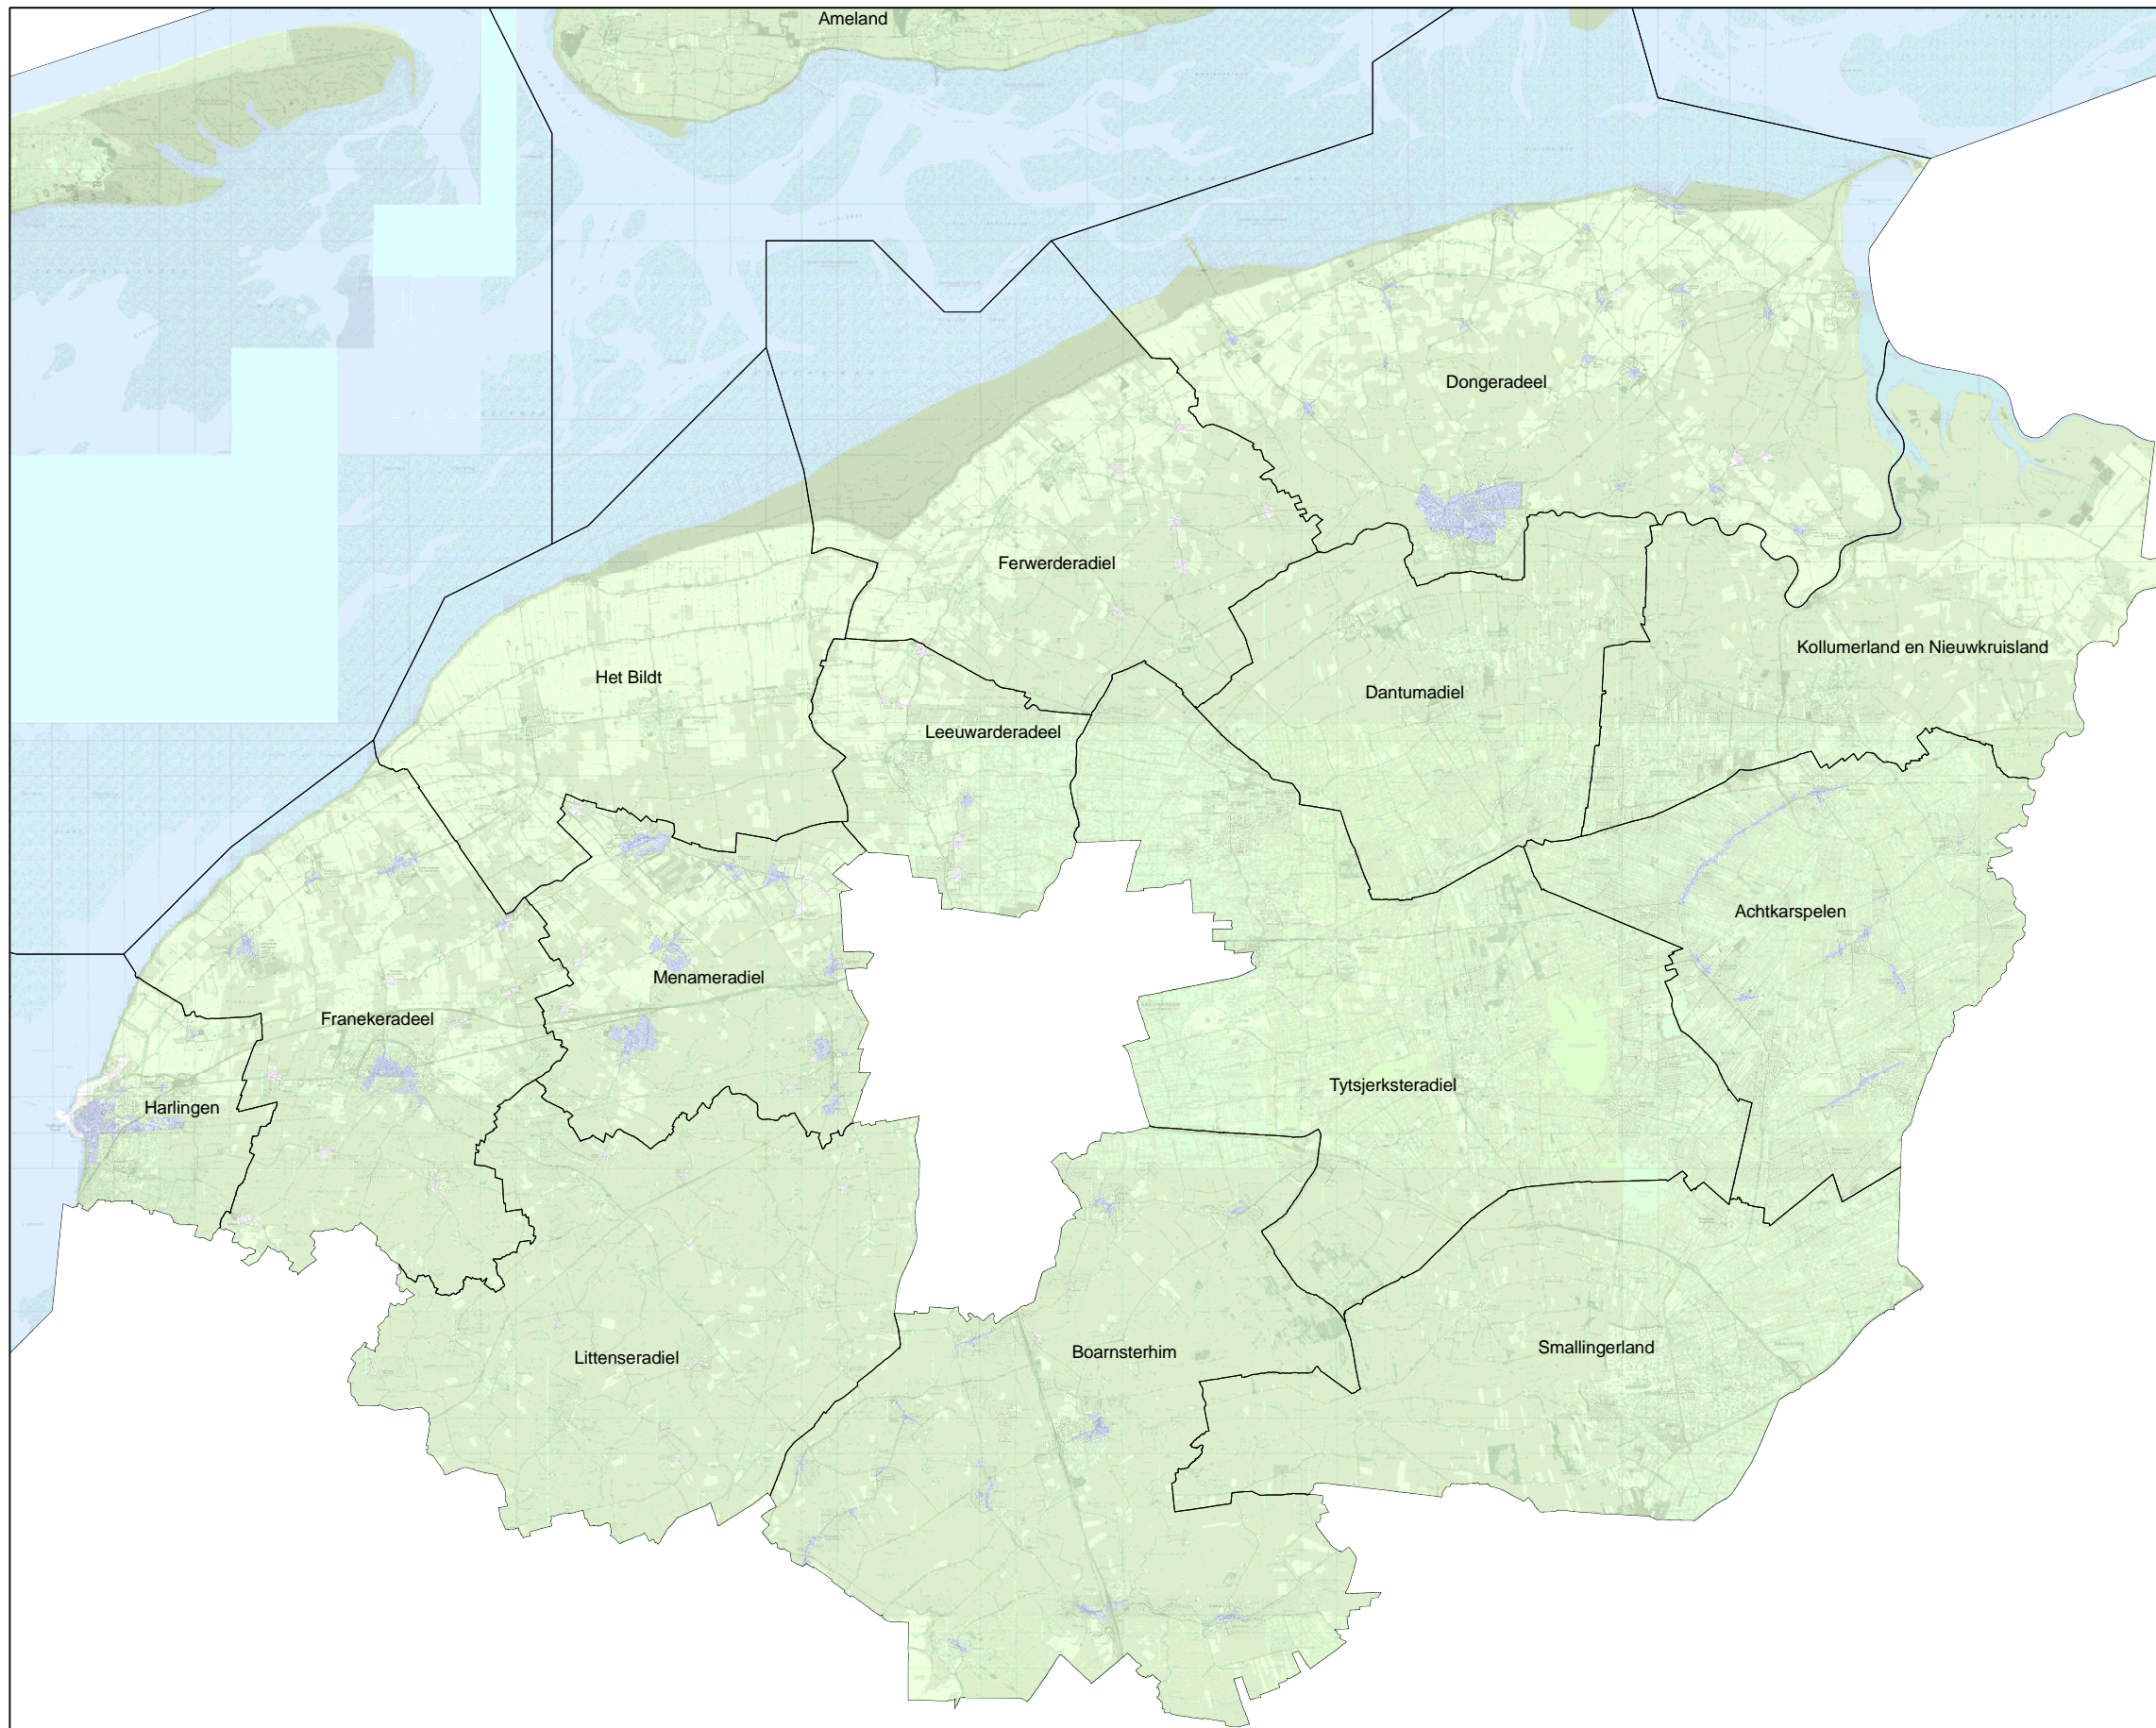 Ameland
Dongeradeel
Ferwerderadiel
Kollumerland en Nieuwkruisland
Het Bildt
Dantumadiel
Leeuwarderadeel
Achtkarspelen
Menameradiel
Franekeradeel
Tytsjerksteradiel
Harlingen
Smallingerland
Boarnsterhim
Littenseradiel